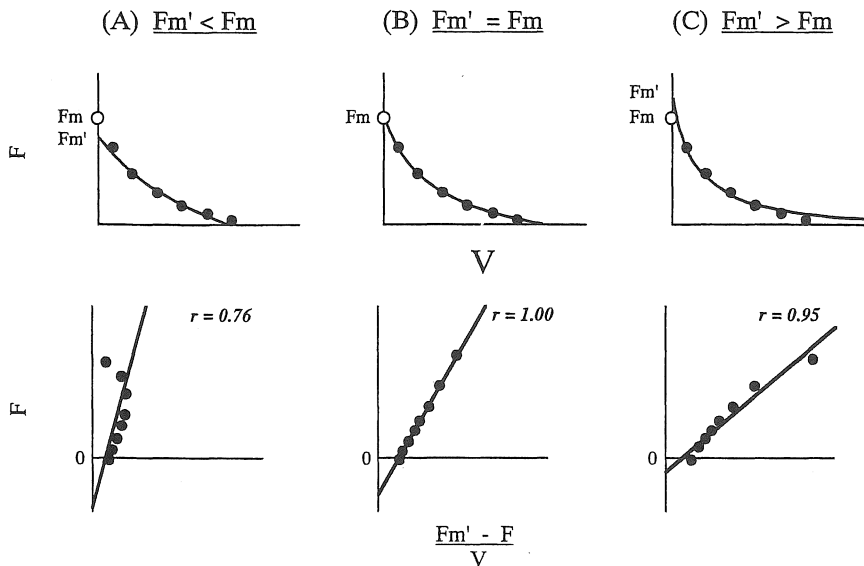 (A) Fm' < Fm
(B) Fm' = Fm
(C) Fm' > Fm
F
Fm
Fm'
Fm
Fm'
Fm
V
F
r = 0.76
0
r = 1.00
0
r = 0.95
0
Fm' - F
V